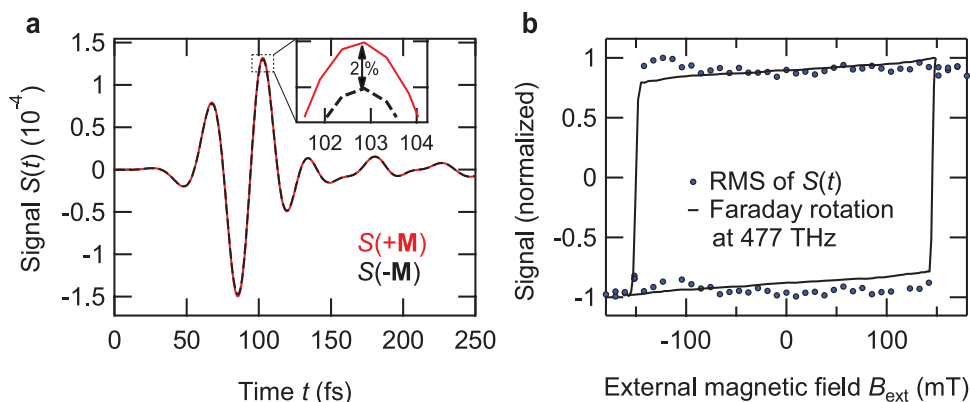 a
1.5
1
0.5
0
-0.5
-1
-1.5
Signal S(t) (10⁻⁴)
2 %
102 103 104
S(+M)
S(-M)
0 50 100 150 200 250
Time t (fs)
b
1
0.5
0
-0.5
-1
Signal (normalized)
RMS of S(t)
Faraday rotation
at 477 THz
-100 0 100
External magnetic field B_ext (mT)